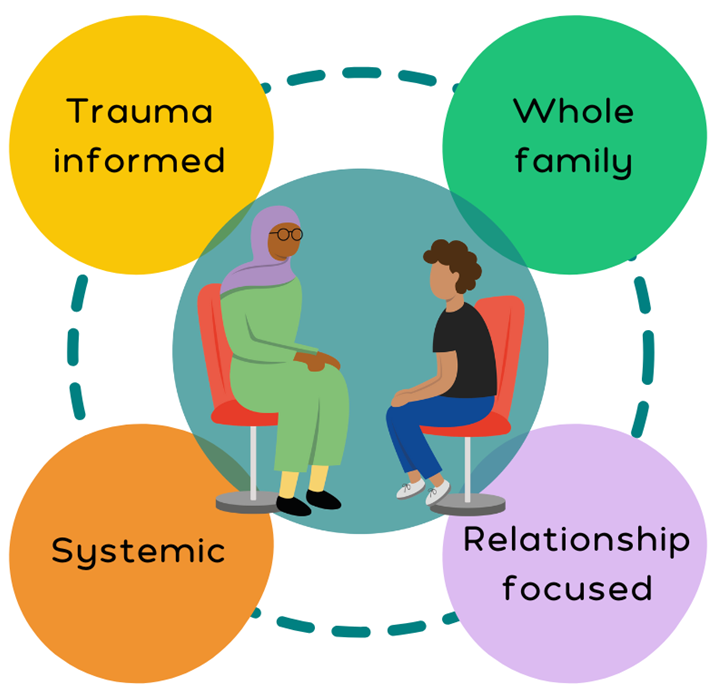 Trauma
informed
Whole
family
Systemic
Relationship
focused